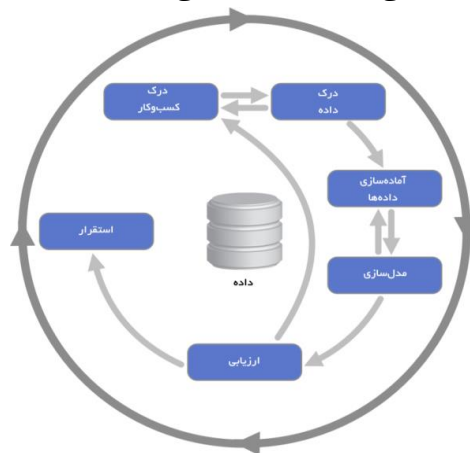 درک
کسب‌وکار
درک
داده
آماده‌سازی
داده‌ها
استقرار
داده
مدل‌سازی
ارزیابی